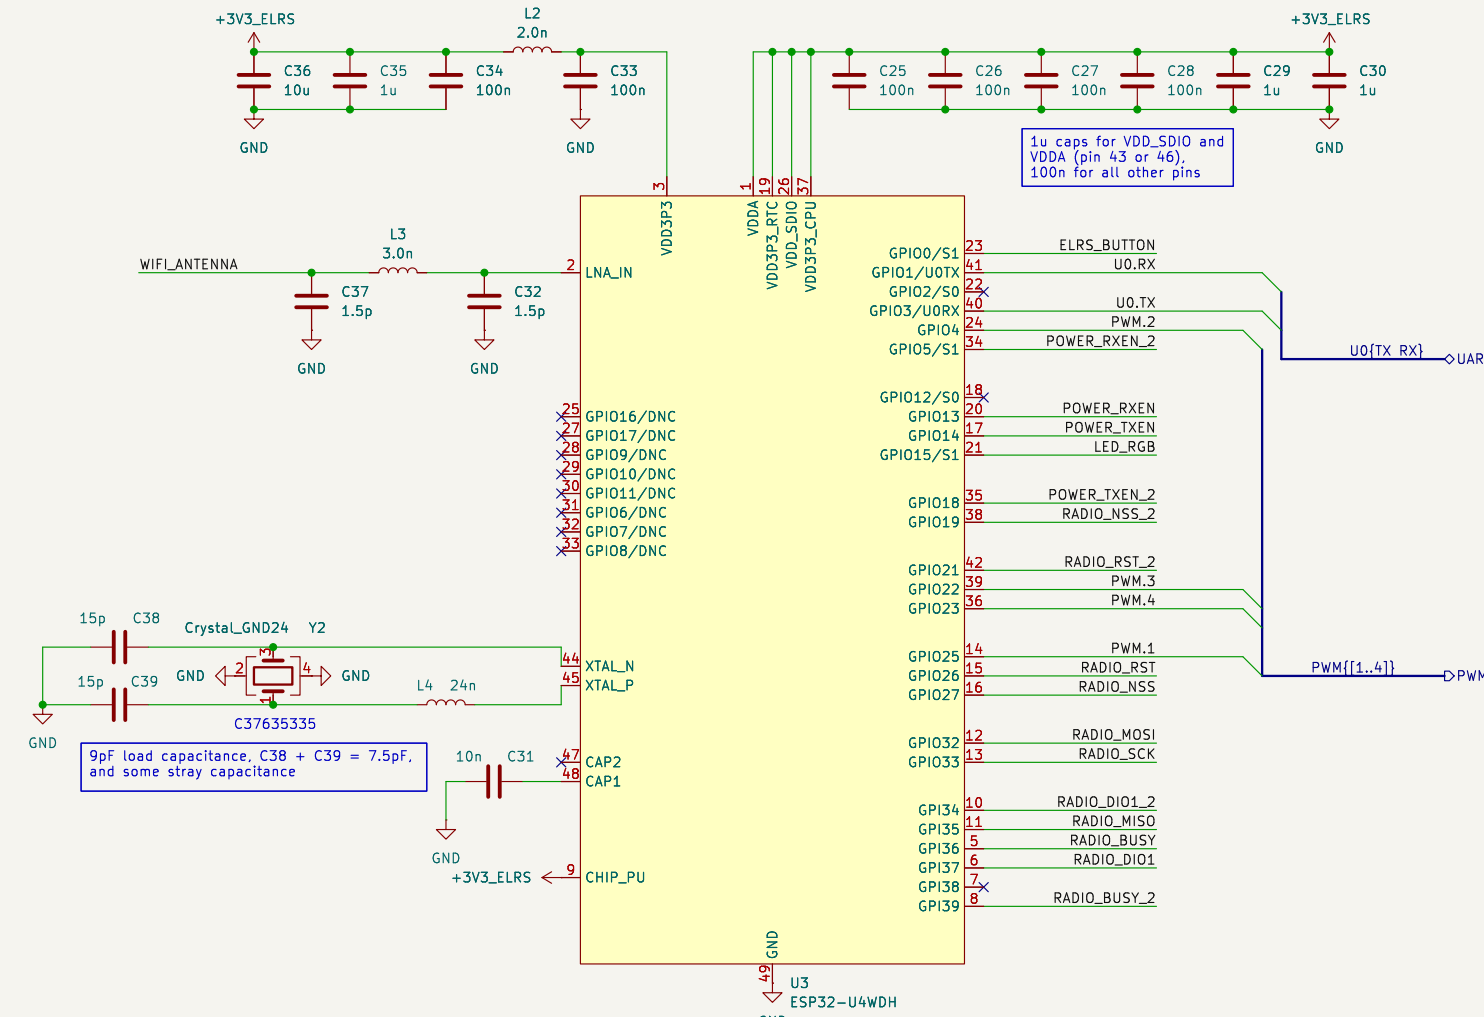 +3V3_ELRS
L2
2.0n
+3V3_ELRS
C36
10u
C35
1u
C34
100n
C33
100n
C25
100n
C26
100n
C27
100n
C28
100n
C29
1u
C30
1u
GND
GND
GND
1u caps for VDD_SDIO and
VDDA (pin 43 or 46),
100n for all other pins
3
1
19
26
37
VDD3P3
VDDA
VDD3P3_RTC
VDD_SDIO
VDD3P3_CPU
WIFI_ANTENNA
L3
3.0n
2
LNA_IN
C37
1.5p
C32
1.5p
GND
GND
GPIO0/S1
23
ELRS_BUTTON
GPIO1/U0TX
41
U0.RX
GPIO2/S0
22
GPIO3/U0RX
40
U0.TX
GPIO4
24
PWM.2
GPIO5/S1
34
POWER_RXEN_2
U0{TX RX}
UAR
GPIO12/S0
18
GPIO13
20
POWER_RXEN
GPIO14
17
POWER_TXEN
GPIO15/S1
21
LED_RGB
25
GPIO16/DNC
27
GPIO17/DNC
28
GPIO9/DNC
29
GPIO10/DNC
30
GPIO11/DNC
31
GPIO6/DNC
32
GPIO7/DNC
33
GPIO8/DNC
GPIO18
35
POWER_TXEN_2
GPIO19
38
RADIO_NSS_2
GPIO21
42
RADIO_RST_2
GPIO22
39
PWM.3
GPIO23
36
PWM.4
GPIO25
14
PWM.1
GPIO26
15
RADIO_RST
GPIO27
16
RADIO_NSS
PWM{[1..4]}
PWM
15p
C38
Crystal_GND24
Y2
3
GND
2
4
GND
1
15p
C39
C37635335
L4
24n
44
XTAL_N
45
XTAL_P
GND
9pF load capacitance, C38 + C39 = 7.5pF,
and some stray capacitance
10n
C31
47
CAP2
48
CAP1
GND
+3V3_ELRS
9
CHIP_PU
GPIO32
12
RADIO_MOSI
GPIO33
13
RADIO_SCK
GPI34
10
RADIO_DIO1_2
GPI35
11
RADIO_MISO
GPI36
5
RADIO_BUSY
GPI37
6
RADIO_DIO1
GPI38
7
GPI39
8
RADIO_BUSY_2
GND
49
U3
ESP32-U4WDH